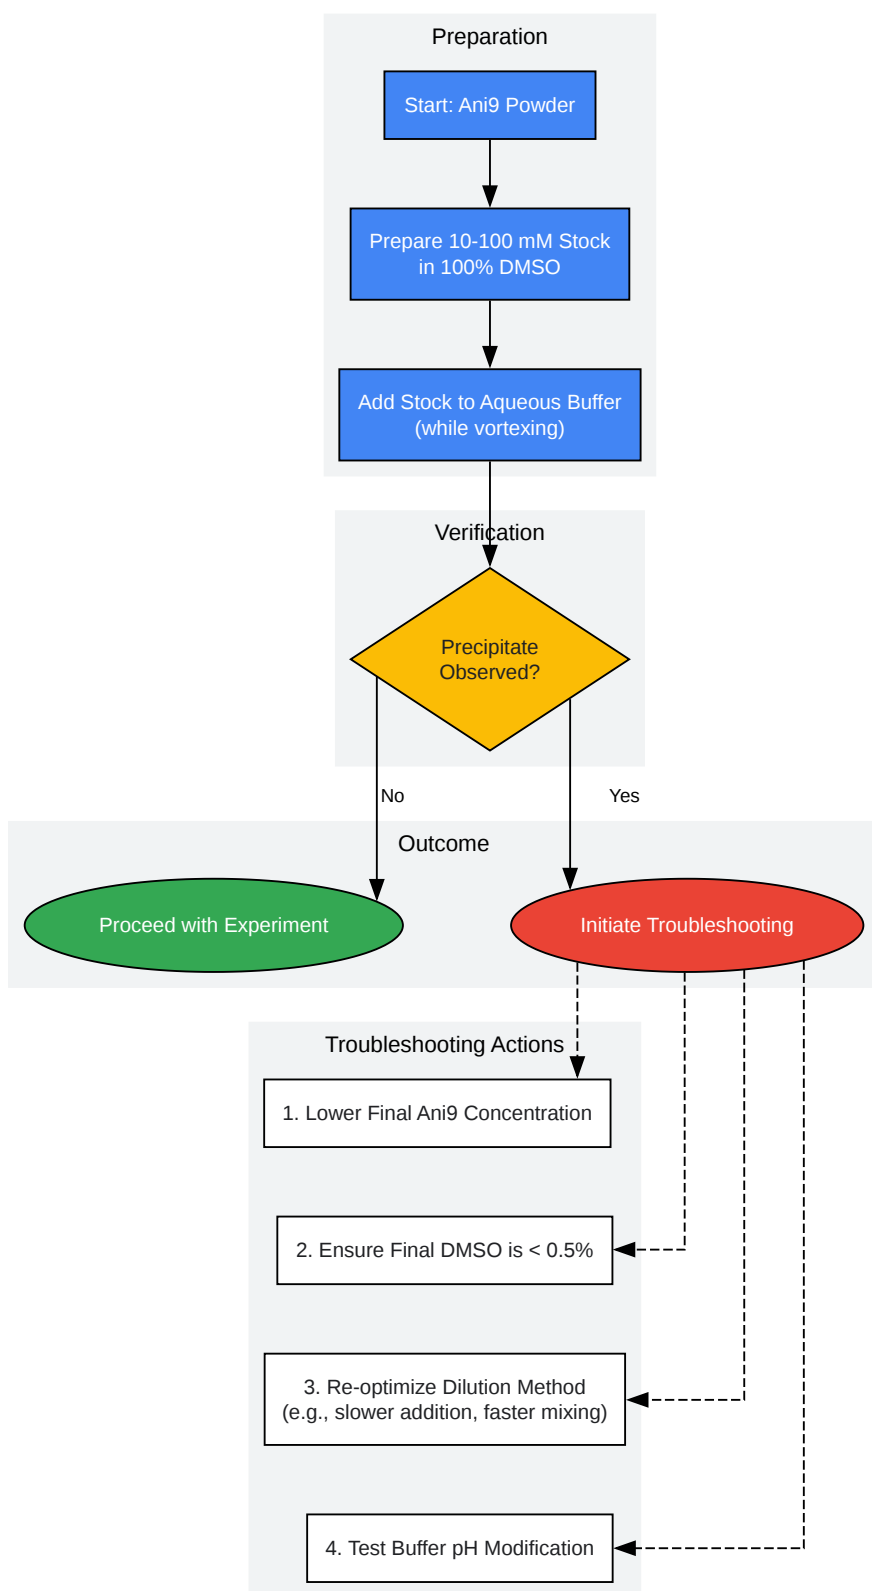 Preparation
Start: Ani9 Powder
Prepare 10-100 mM Stock
in 100% DMSO
Add Stock to Aqueous Buffer
(while vortexing)
Verification
Precipitate
Observed?
No
Yes
Outcome
Proceed with Experiment
Initiate Troubleshooting
Troubleshooting Actions
1. Lower Final Ani9 Concentration
2. Ensure Final DMSO is < 0.5%
3. Re-optimize Dilution Method
(e.g., slower addition, faster mixing)
4. Test Buffer pH Modification